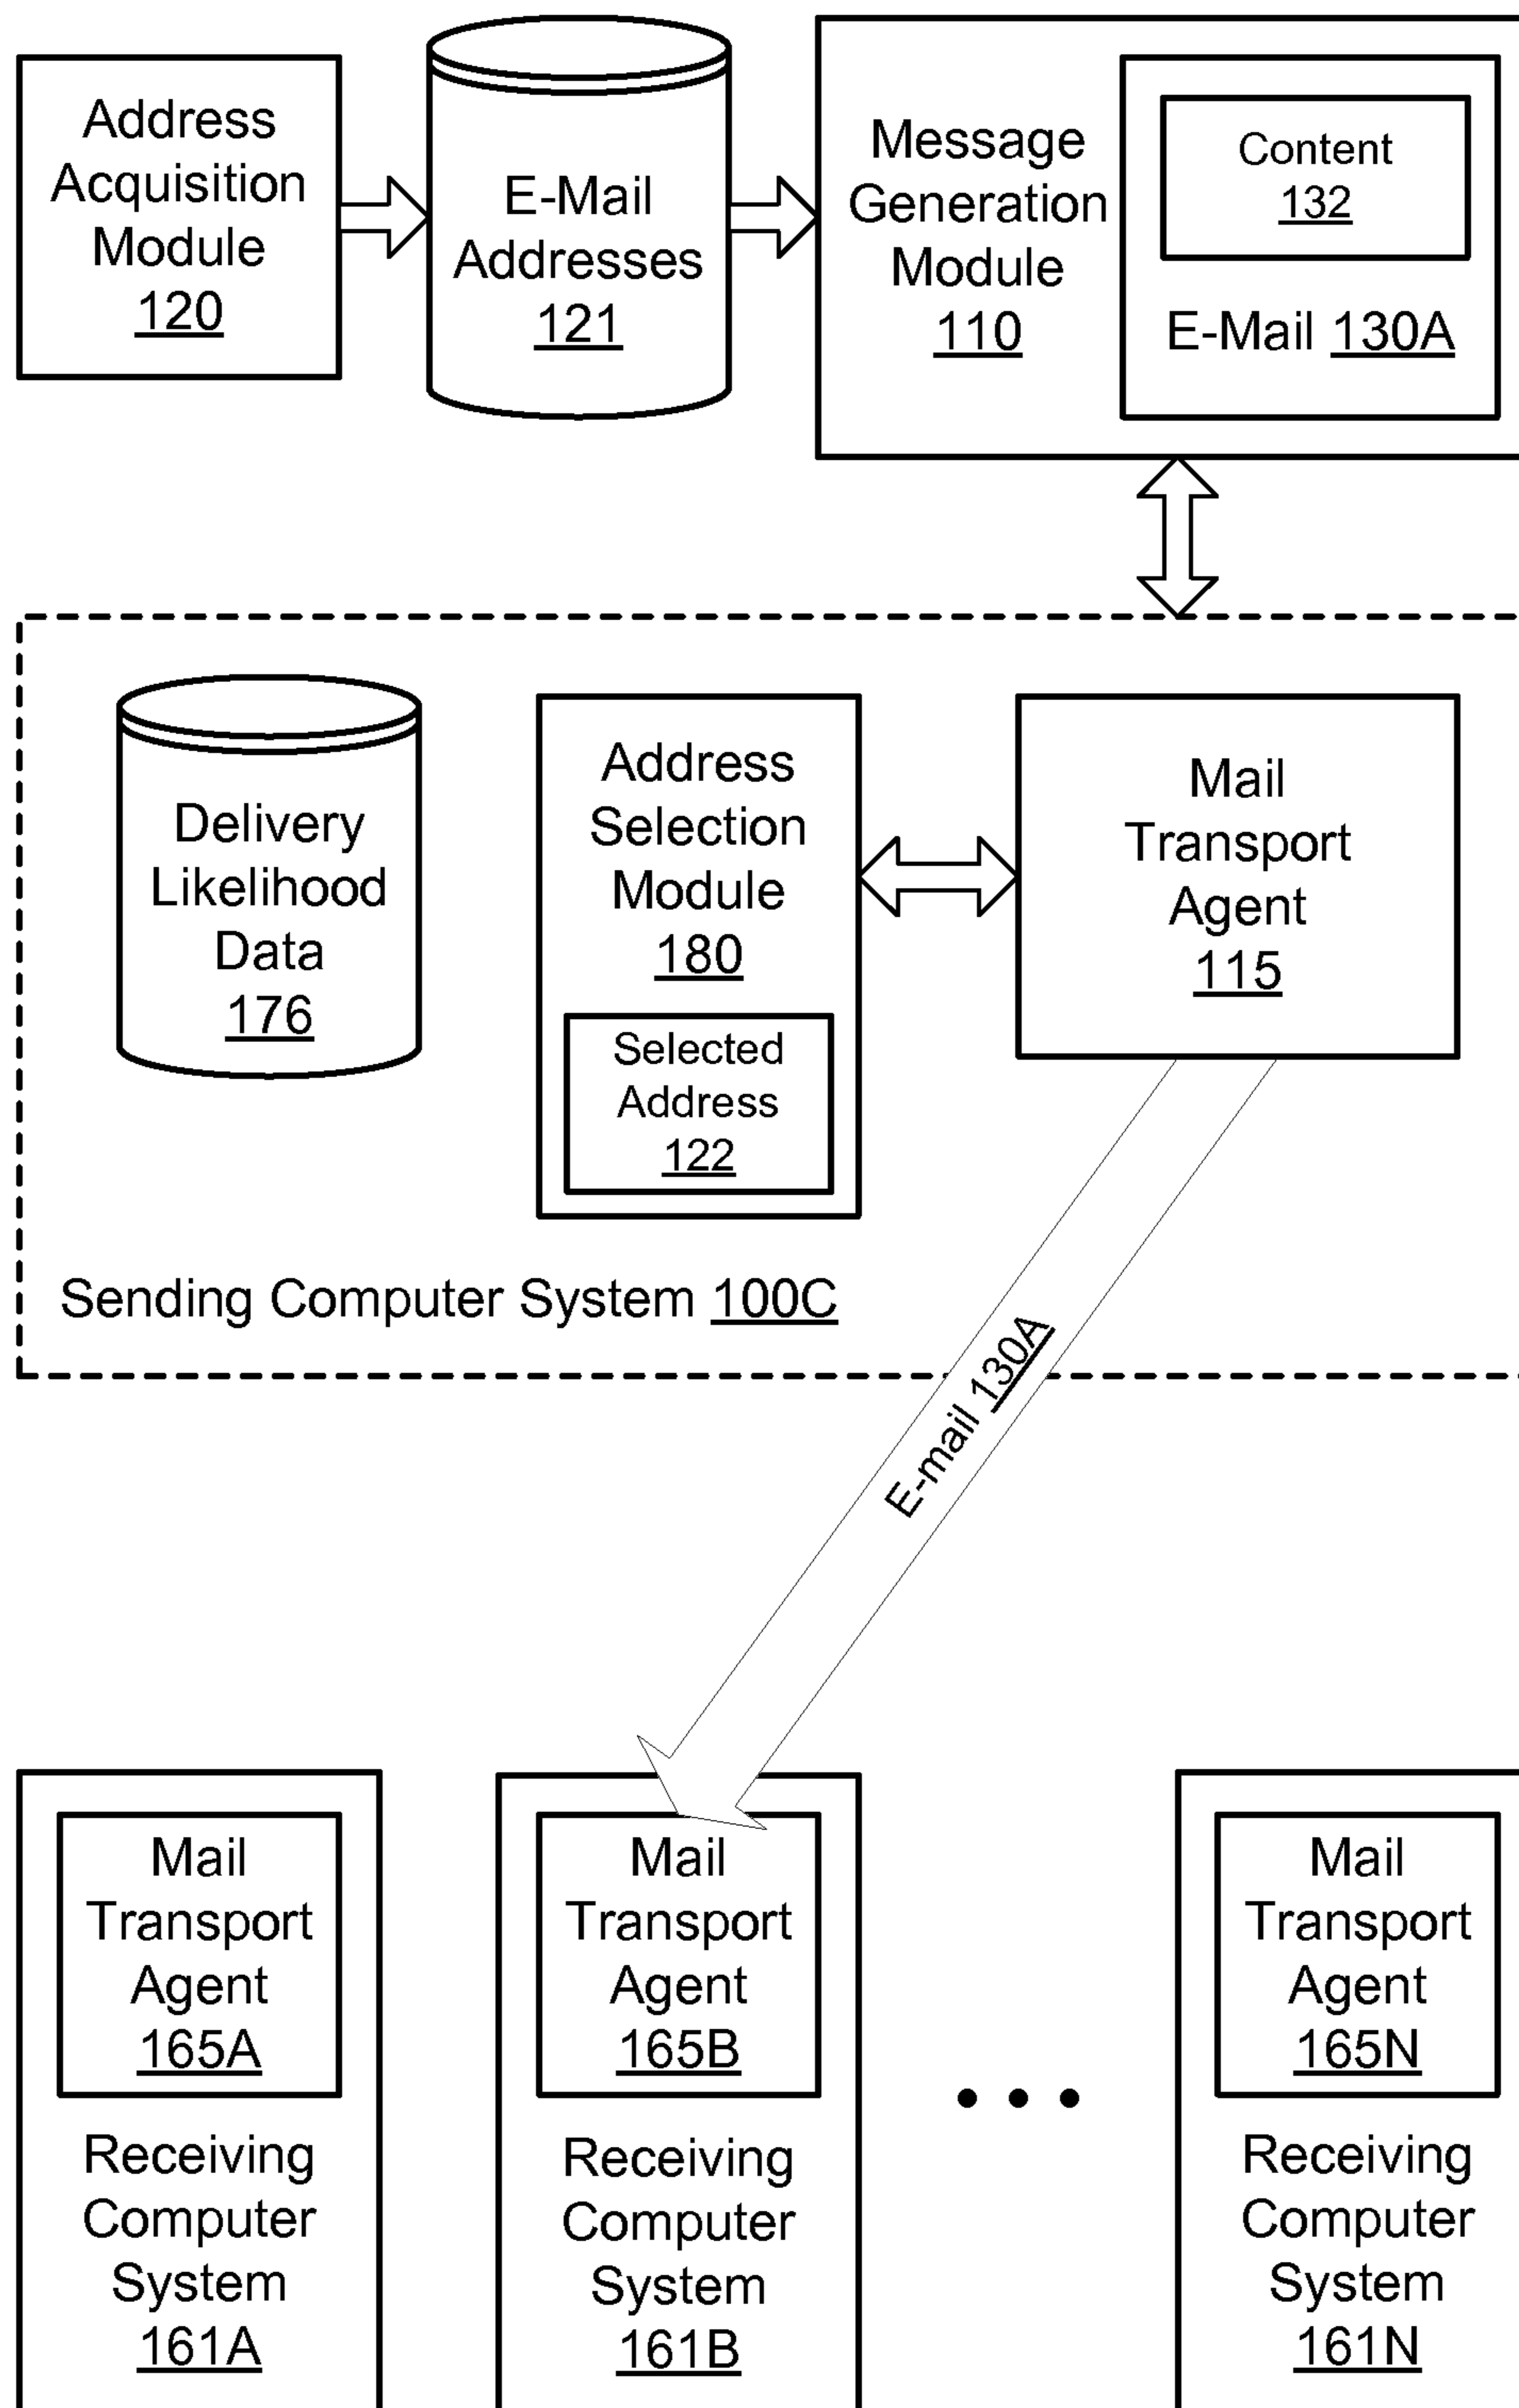 Address
Acquisition
Module
120
E-Mail
Addresses
121
Message
Generation
Module
110
Content
132
E-Mail 130A
Delivery
Likelihood
Data
176
Address
Selection
Module
180
Selected
Address
122
Mail
Transport
Agent
115
Sending Computer System 100C
E-mail 130A
Mail
Transport
Agent
165A
Receiving
Computer
System
161A
Mail
Transport
Agent
165B
Receiving
Computer
System
161B
Mail
Transport
Agent
165N
Receiving
Computer
System
161N